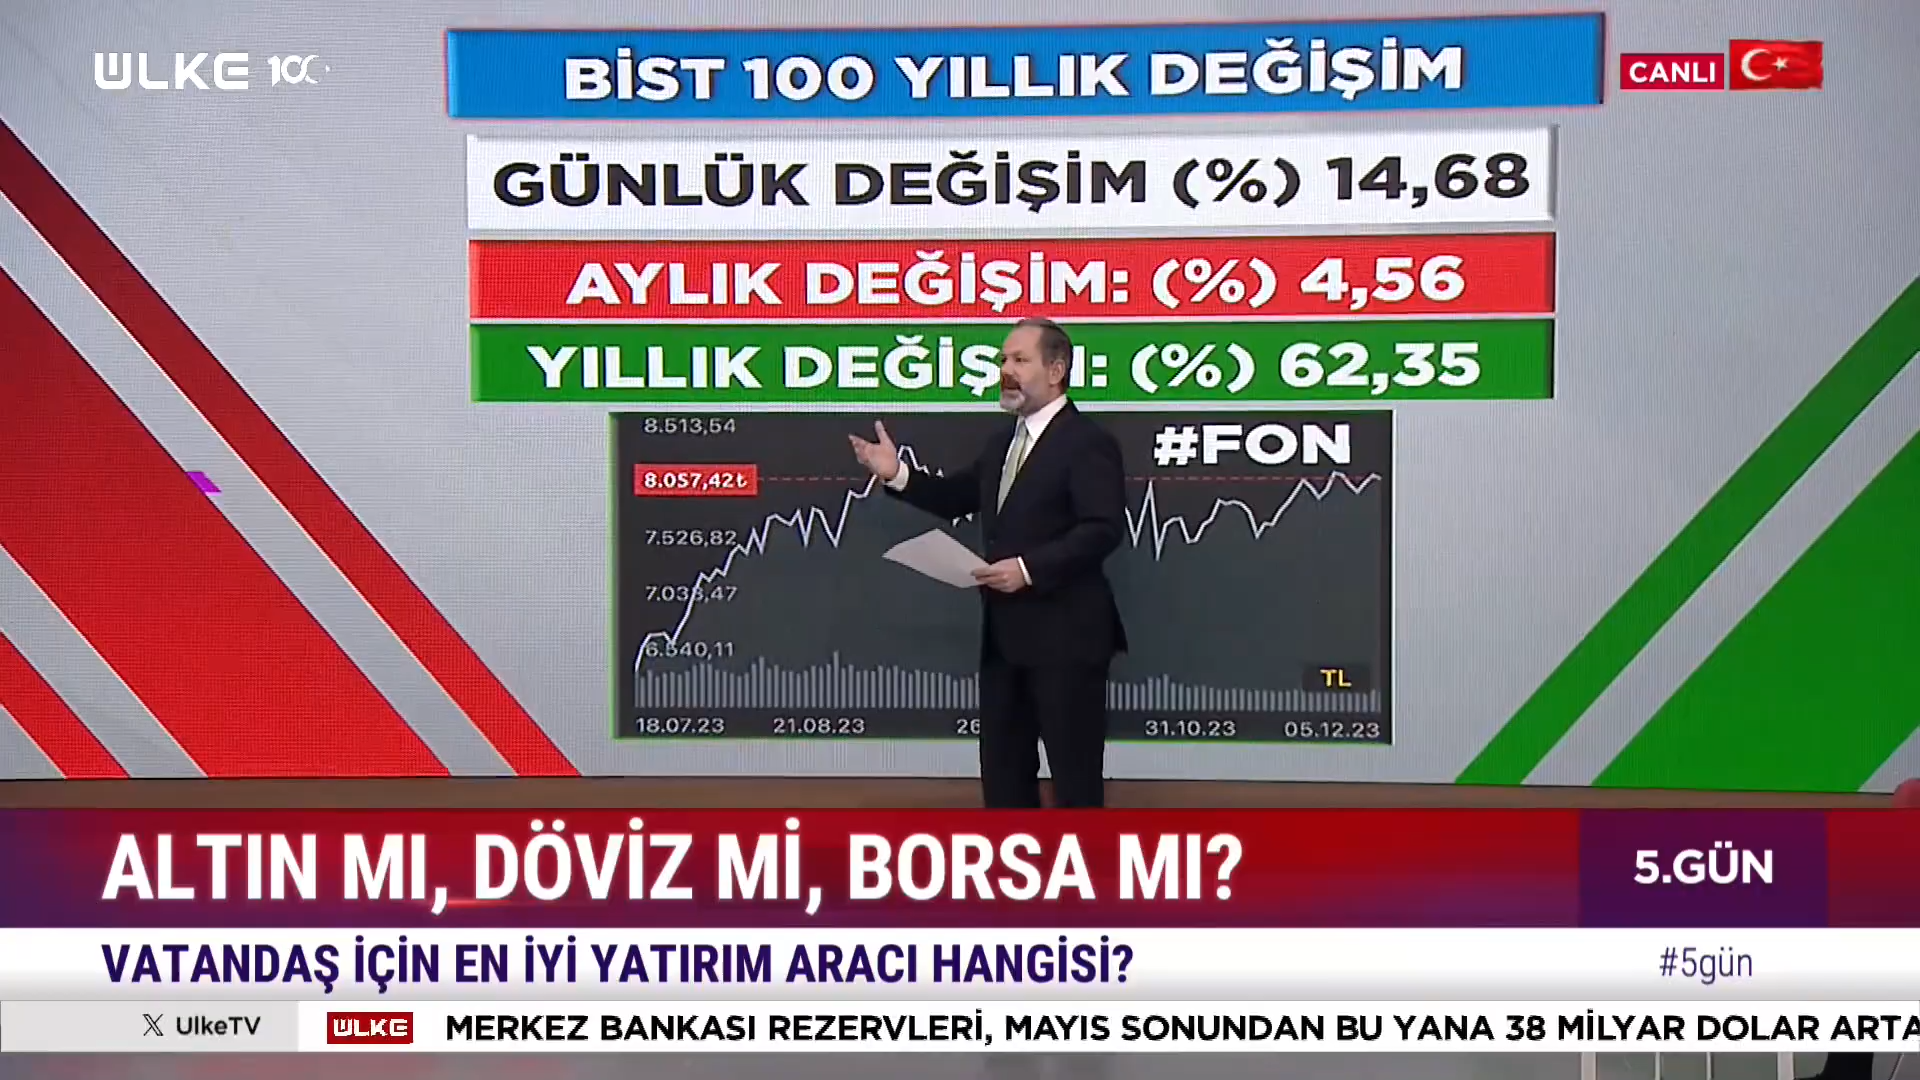 ULKE 100
BİST 100 YILLIK DEĞİŞİM
CANLI
GÜNLÜK DEĞİŞİM (%) 14,68
AYLIK DEĞİŞİM: (%) 4,56
YILLIK (%) 62,35
#FON
8.513,54
8.057,42₺
7.526,82
7.033,47
6.540,11
TL
18.07.23 21.08.23 31.10.23 05.12.23
ALTIN MI, DÖVİZ Mİ, BORSA MI?
5.GÜN
VATANDAŞ İÇİN EN İYİ YATIRIM ARACI HANGİSİ?
#5gün
X UlkeTV
ULKE
MERKEZ BANKASI REZERVLERİ, MAYIS SONUNDAN BU YANA 38 MİLYAR DOLAR